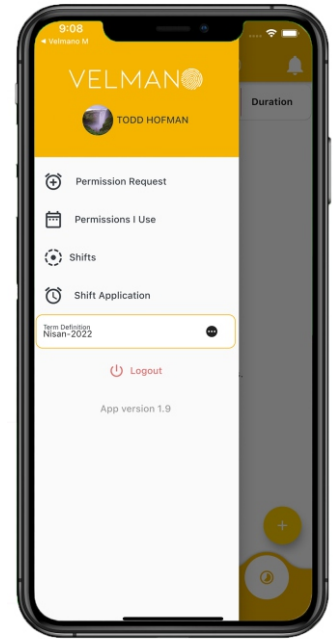 9:08
◀ Velmano M
VELMANO
TODD HOFMAN
Duration
Permission Request
Permissions I Use
Shifts
Shift Application
Term Definition
Nisan-2022
Logout
App version 1.9